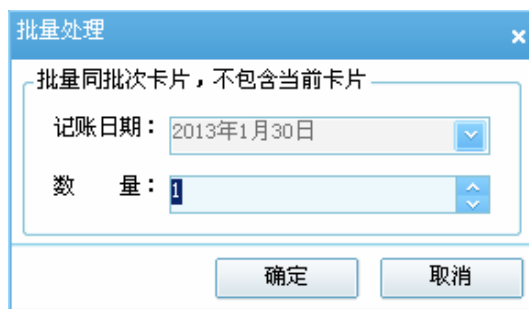 批量处理
批量同批次卡片，不包含当前卡片
记账日期： 2013年1月30日
数 量： 1
确定 取消